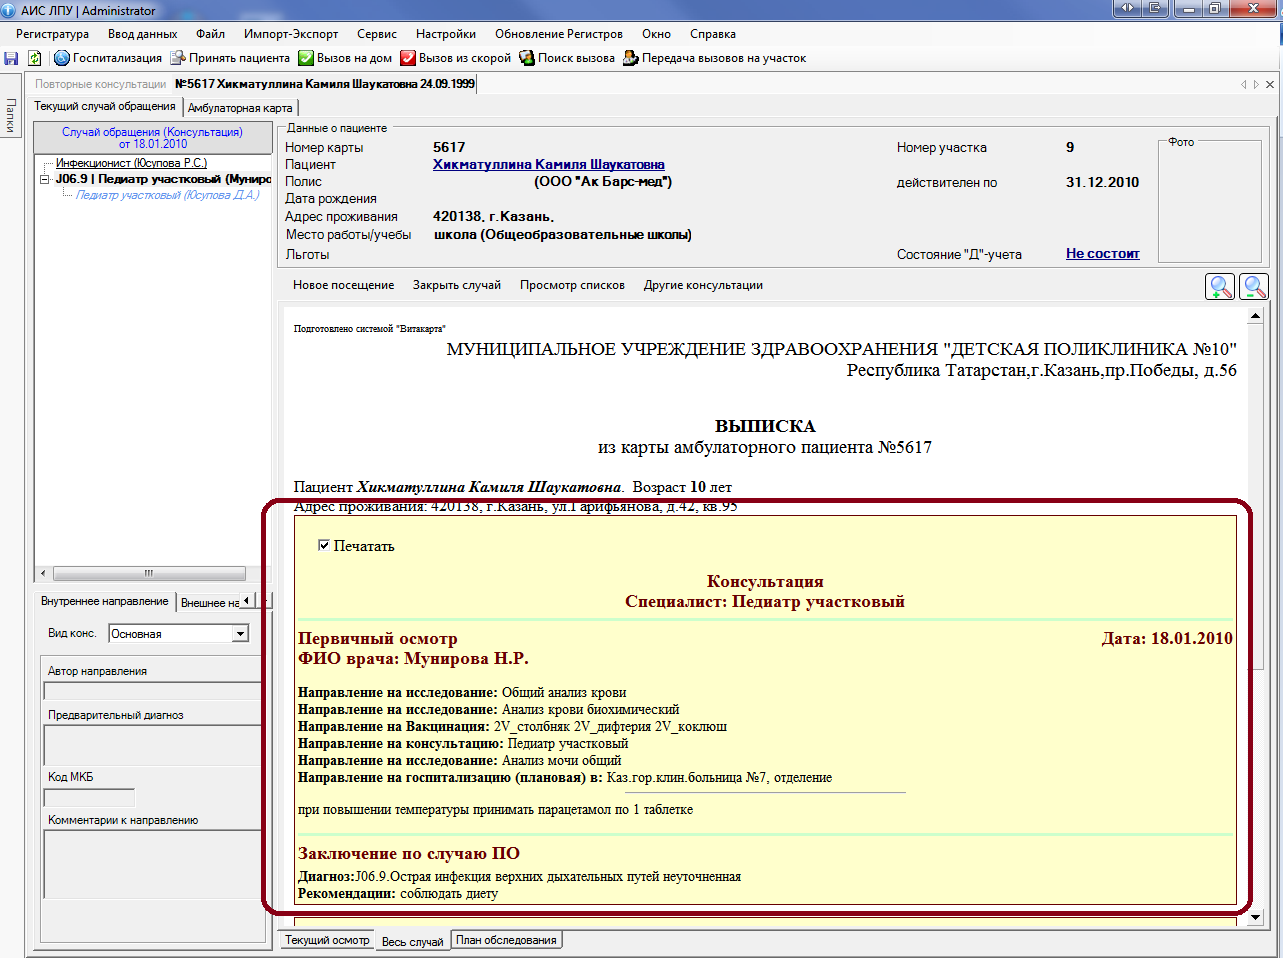 АИС ЛПУ | Administrator
Регистратура Ввод данных Файл Импорт-Экспорт Сервис Настройки Обновление Регистров Окно Справка
Госпитализация Принять пациента Вызов на дом Вызов из скорой Поиск вызова Передача вызовов на участок
Папки
Повторные консультации №5617 Хикматуллина Камиля Шаукатовна 24.09.1999
Текущий случай обращения Амбулаторная карта
Случай обращения (Консультация)
от 18.01.2010
Инфекционист (Юсупова Р.С.)
J06.9 | Педиатр участковый (Муниро
Педиатр участковый (Юсупова Д.А.)
Внутреннее направление Внешнее на
Вид конс. Основная
Автор направления
Предварительный диагноз
Код МКБ
Комментарии к направлению
Данные о пациенте
Номер карты 5617 Номер участка 9
Фото
Пациент Хикматуллина Камиля Шаукатовна
Полис (ООО "Ак Барс-мед") действителен по 31.12.2010
Дата рождения
Адрес проживания 420138, г.Казань,
Место работы/учебы школа (Общеобразовательные школы)
Льготы Состояние "Д"-учета Не состоит
Новое посещение Закрыть случай Просмотр списков Другие консультации
Подготовлено системой "Витакарта"
МУНИЦИПАЛЬНОЕ УЧРЕЖДЕНИЕ ЗДРАВООХРАНЕНИЯ "ДЕТСКАЯ ПОЛИКЛИНИКА №10"
Республика Татарстан,г.Казань,пр.Победы, д.56
ВЫПИСКА
из карты амбулаторного пациента №5617
Пациент Хикматуллина Камиля Шаукатовна. Возраст 10 лет
Адрес проживания: 420138, г.Казань, ул.Гарифьянова, д.42, кв.95
Печатать
Консультация
Специалист: Педиатр участковый
Первичный осмотр Дата: 18.01.2010
ФИО врача: Мунирова Н.Р.
Направление на исследование: Общий анализ крови
Направление на исследование: Анализ крови биохимический
Направление на Вакцинация: 2V_столбняк 2V_дифтерия 2V_коклюш
Направление на консультацию: Педиатр участковый
Направление на исследование: Анализ мочи общий
Направление на госпитализацию (плановая) в: Каз.гор.клин.больница №7, отделение
при повышении температуры принимать парацетамол по 1 таблетке
Заключение по случаю ПО
Диагноз:J06.9.Острая инфекция верхних дыхательных путей неуточненная
Рекомендации: соблюдать диету
Текущий осмотр Весь случай План обследования